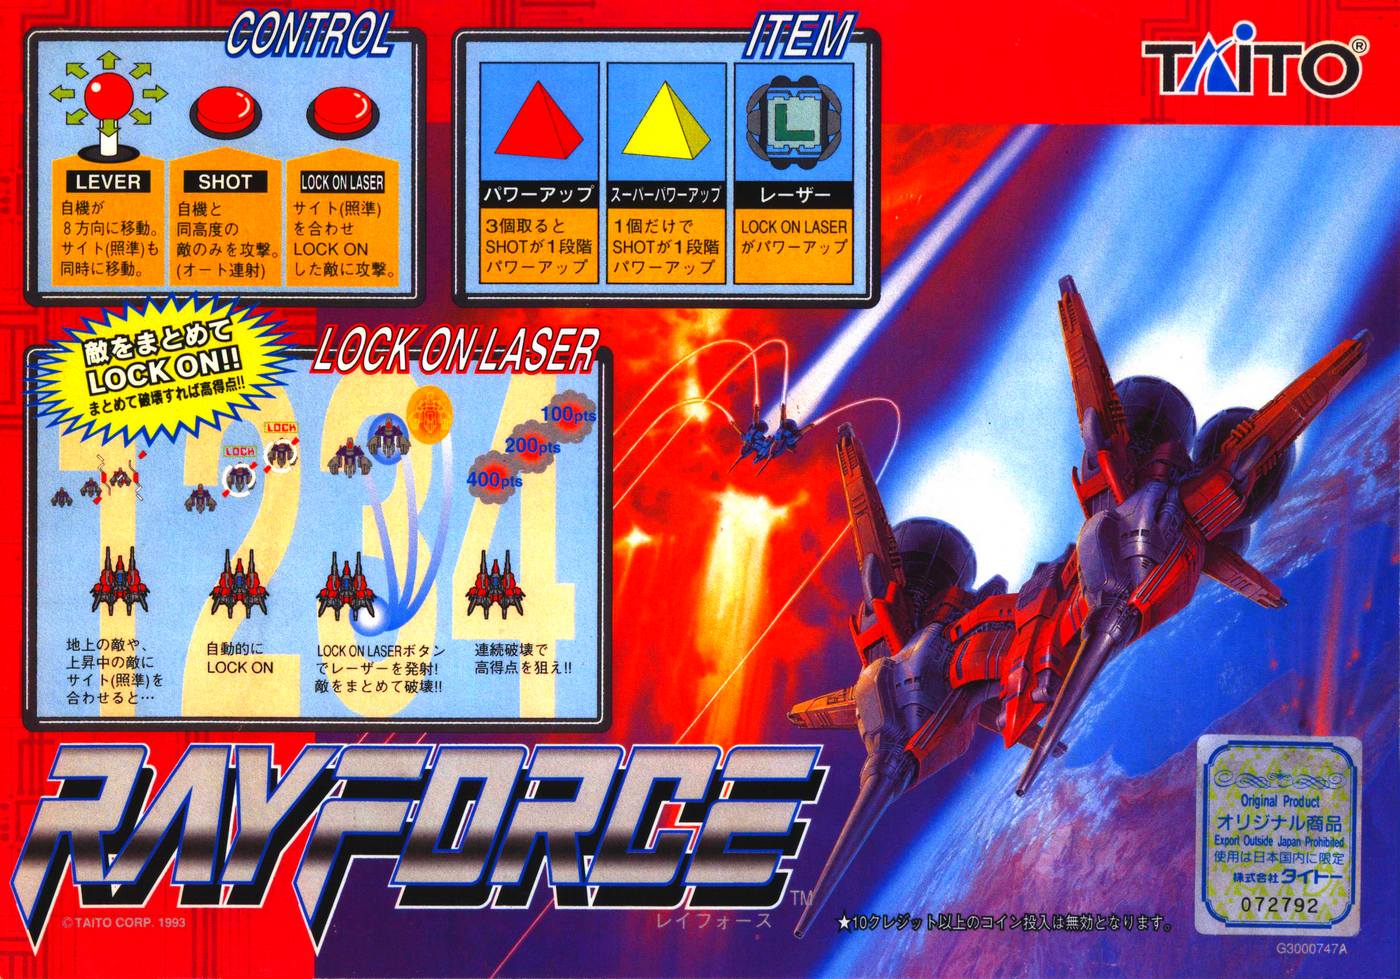 CONTROL
LEVER
自機が
8方向に移動。
サイト(照準)も
同時に移動。
SHOT
自機と
同高度の
敵のみを攻撃。
(オート連射)
LOCK ON LASER
サイト(照準)
を合わせ
LOCK ON
した敵に攻撃。
ITEM
パワーアップ
3個取ると
SHOTが1段階
パワーアップ
スーパーパワーアップ
1個だけで
SHOTが1段階
パワーアップ
L
レーザー
LOCK ON LASER
がパワーアップ
TAITO®
敵をまとめて
LOCK ON!!
まとめて破壊すれば高得点!!
LOCK ON LASER
1
2
3
4
LOCK
LOCK
100pts
200pts
400pts
地上の敵や、
上昇中の敵に
サイト(照準)を
合わせると…
自動的に
LOCK ON
LOCK ON LASERボタン
でレーザーを発射!
敵をまとめて破壊!!
連続破壊で
高得点を狙え!!
RAYFORCE
TM
レイフォース
©TAITO CORP. 1993
★10クレジット以上のコイン投入は無効となります。
Original Product
オリジナル商品
Export Outside Japan Prohibited
使用は日本国内に限定
株式会社タイトー
072792
G3000747A